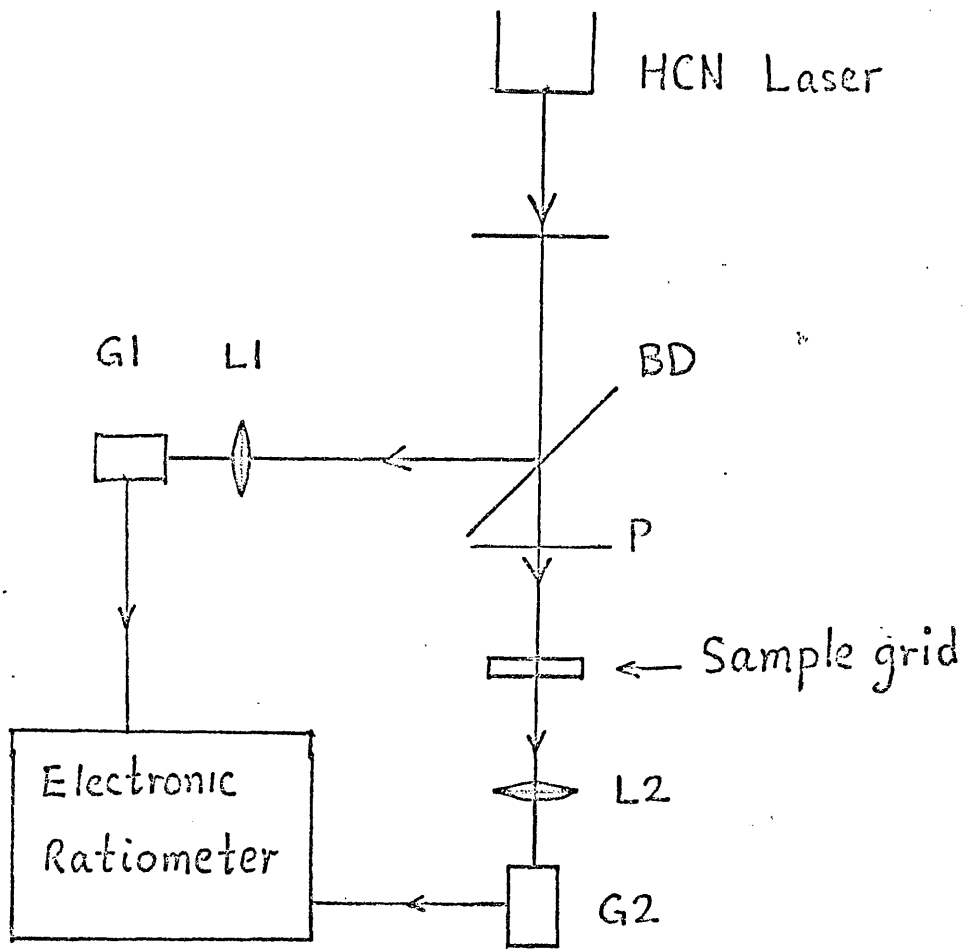 HCN Laser
G1 L1
BD
P
Sample grid
Electronic
Ratiometer
L2
G2